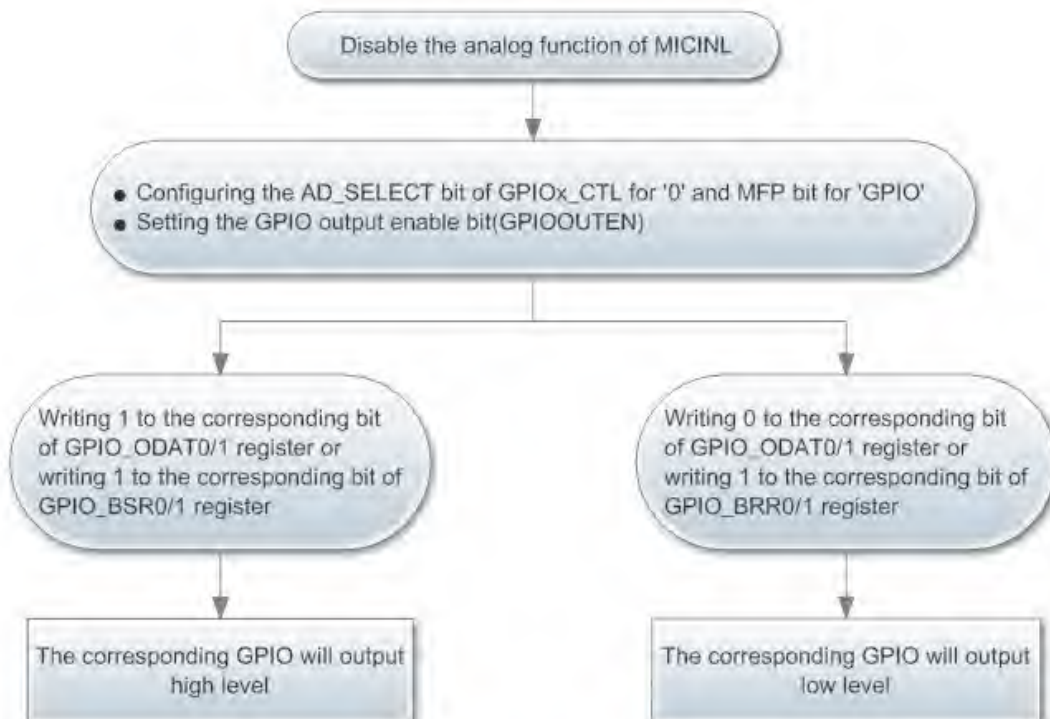 Disable the analog function of MICINL
● Configuring the AD_SELECT bit of GPIOx_CTL for '0' and MFP bit for 'GPIO'
● Setting the GPIO output enable bit(GPIOOUTEN)
Writing 1 to the corresponding bit
of GPIO_ODAT0/1 register or
writing 1 to the corresponding bit of
GPIO_BSR0/1 register
Writing 0 to the corresponding bit
of GPIO_ODAT0/1 register or
writing 1 to the corresponding bit of
GPIO_BRR0/1 register
The corresponding GPIO will output
high level
The corresponding GPIO will output
low level